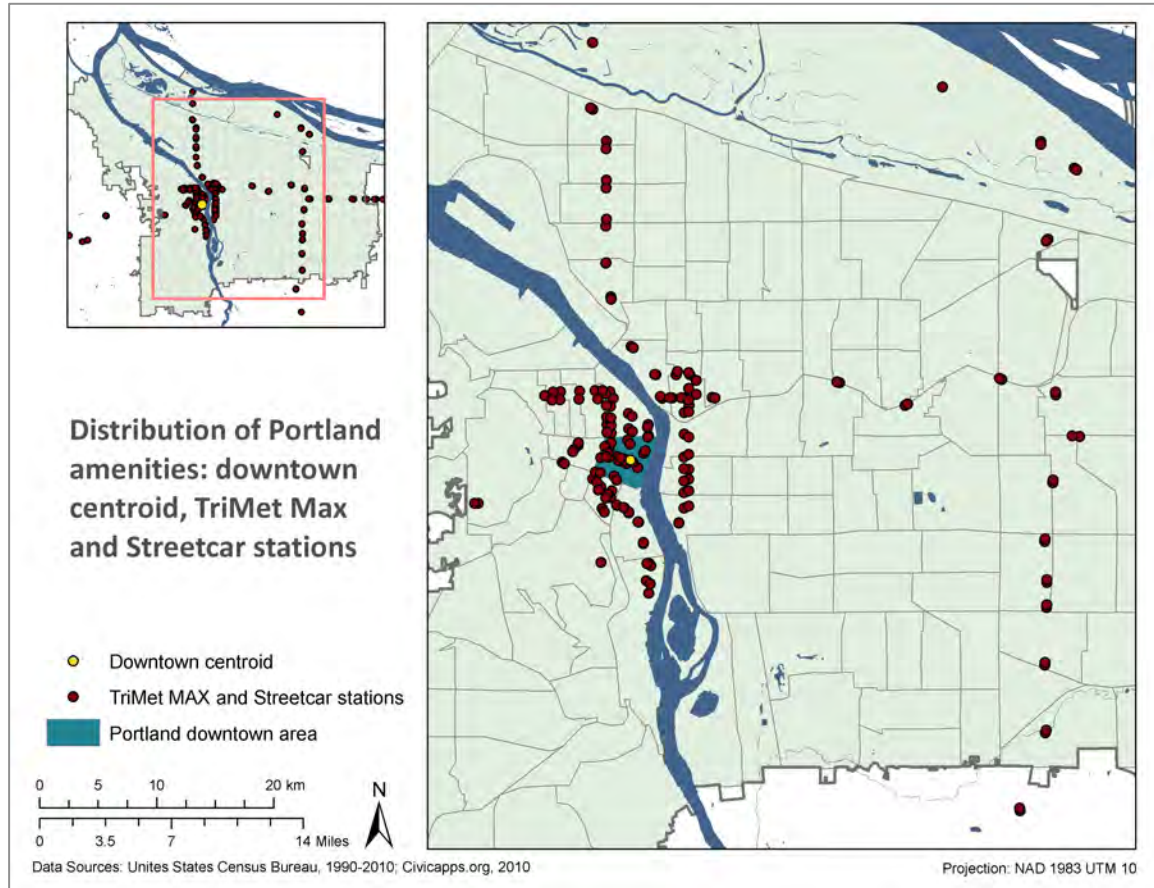 Distribution of Portland
amenities: downtown
centroid, TriMet Max
and Streetcar stations
Downtown centroid
TriMet MAX and Streetcar stations
Portland downtown area
0 5 10 20 km
N
0 3.5 7 14 Miles
Data Sources: Unites States Census Bureau, 1990-2010; Civicapps.org, 2010
Projection: NAD 1983 UTM 10